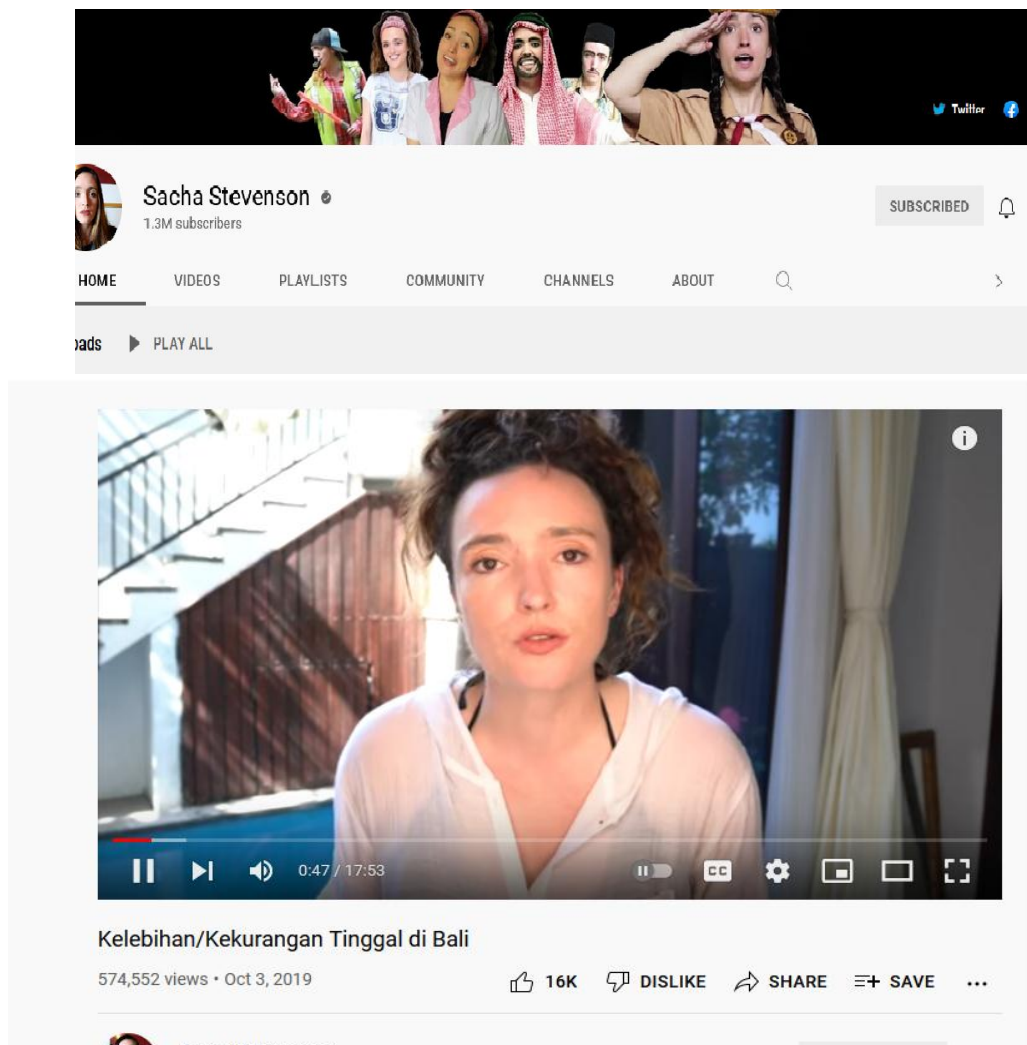 Twitter
Sacha Stevenson
1.3M subscribers
SUBSCRIBED
HOME VIDEOS PLAYLISTS COMMUNITY CHANNELS ABOUT
oads PLAY ALL
0:47 / 17:53
CC
Kelebihan/Kekurangan Tinggal di Bali
574,552 views • Oct 3, 2019 16K DISLIKE SHARE SAVE